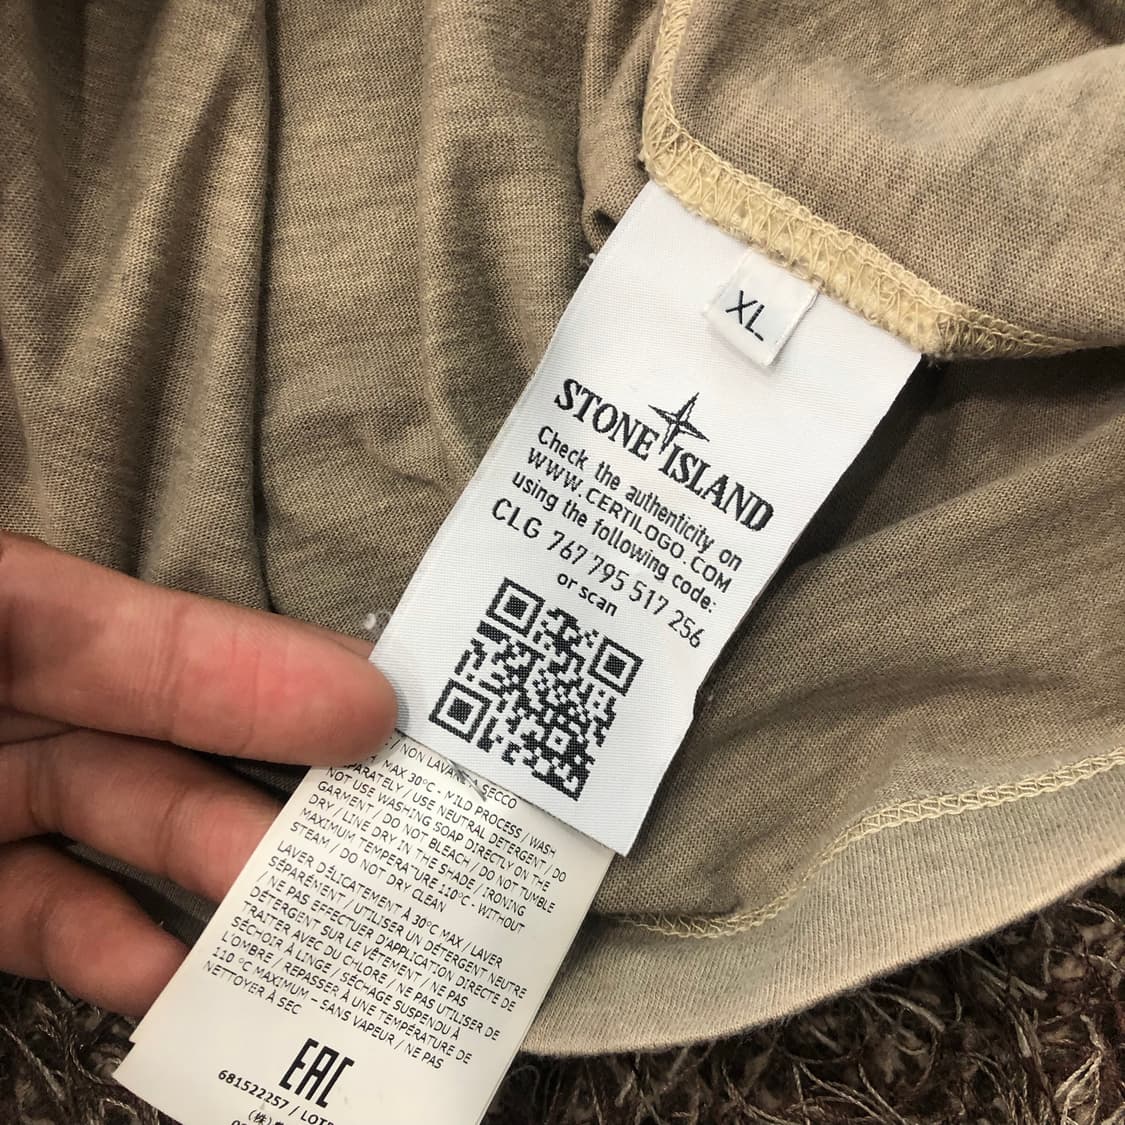 XL
STONE ISLAND
Check the authenticity on
WWW.CERTILOGO.COM
using the following code:
CLG 767 795 517 256
or scan
/ NON LAVARE A SECCO
MAX 30°C - MILD PROCESS / WASH
SEPARATELY / USE NEUTRAL DETERGENT / DO
NOT USE WASHING SOAP DIRECTLY ON THE
GARMENT / DO NOT BLEACH / DO NOT TUMBLE
DRY / LINE DRY IN THE SHADE / IRONING
MAXIMUM TEMPERATURE 110°C - WITHOUT
STEAM / DO NOT DRY CLEAN
LAVER DÉLICATEMENT À 30°C MAX / LAVER
SÉPARÉMENT / UTILISER UN DÉTERGENT NEUTRE
/ NE PAS EFFECTUER D'APPLICATION DIRECTE DE
DÉTERGENT SUR LE VÊTEMENT / NE PAS
TRAITER AVEC DU CHLORE / NE PAS UTILISER DE
SÉCHOIR À LINGE / SÉCHAGE SUSPENDU À
L'OMBRE / REPASSER À UNE TEMPÉRATURE DE
110 °C MAXIMUM – SANS VAPEUR / NE PAS
NETTOYER À SEC
EAC
681522257 / LOT
(株)